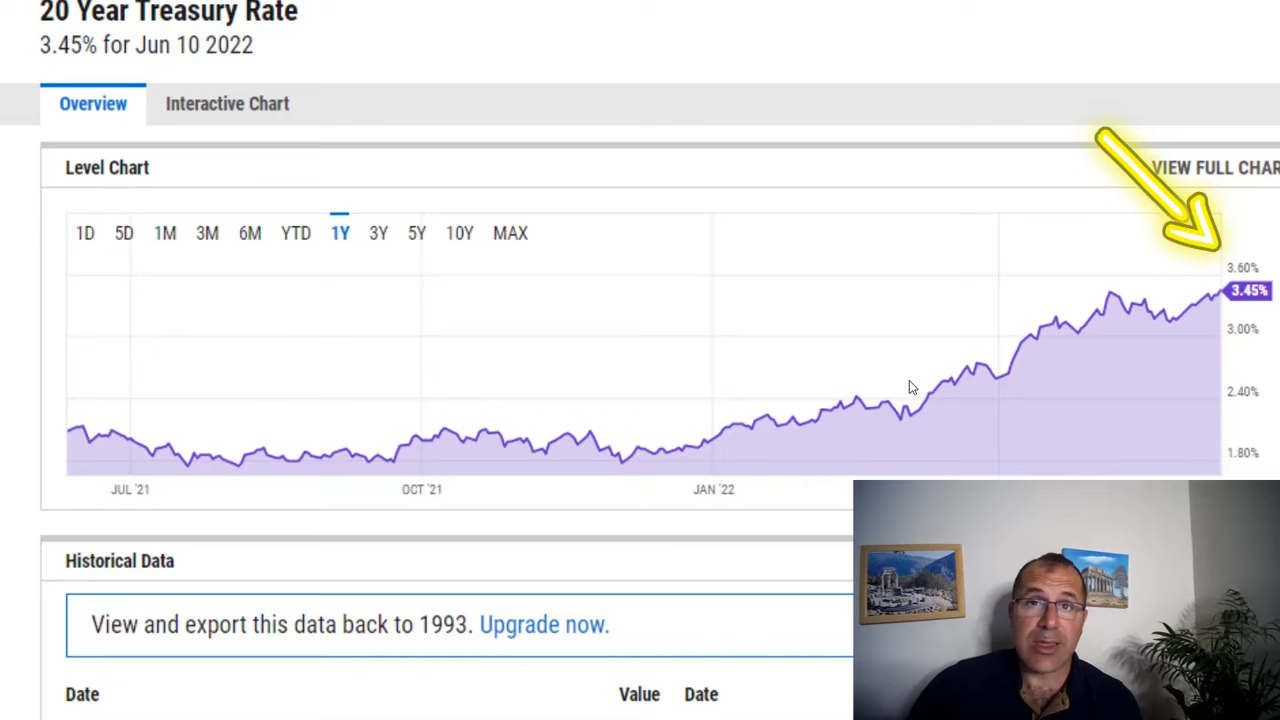 20 Year Treasury Rate
3.45% for Jun 10 2022
Overview Interactive Chart
Level Chart VIEW FULL CHAR
1D 5D 1M 3M 6M YTD 1Y 3Y 5Y 10Y MAX
3.60%
3.45%
3.00%
2.40%
1.80%
JUL '21 OCT '21 JAN '22
Historical Data
View and export this data back to 1993. Upgrade now.
Date Value Date